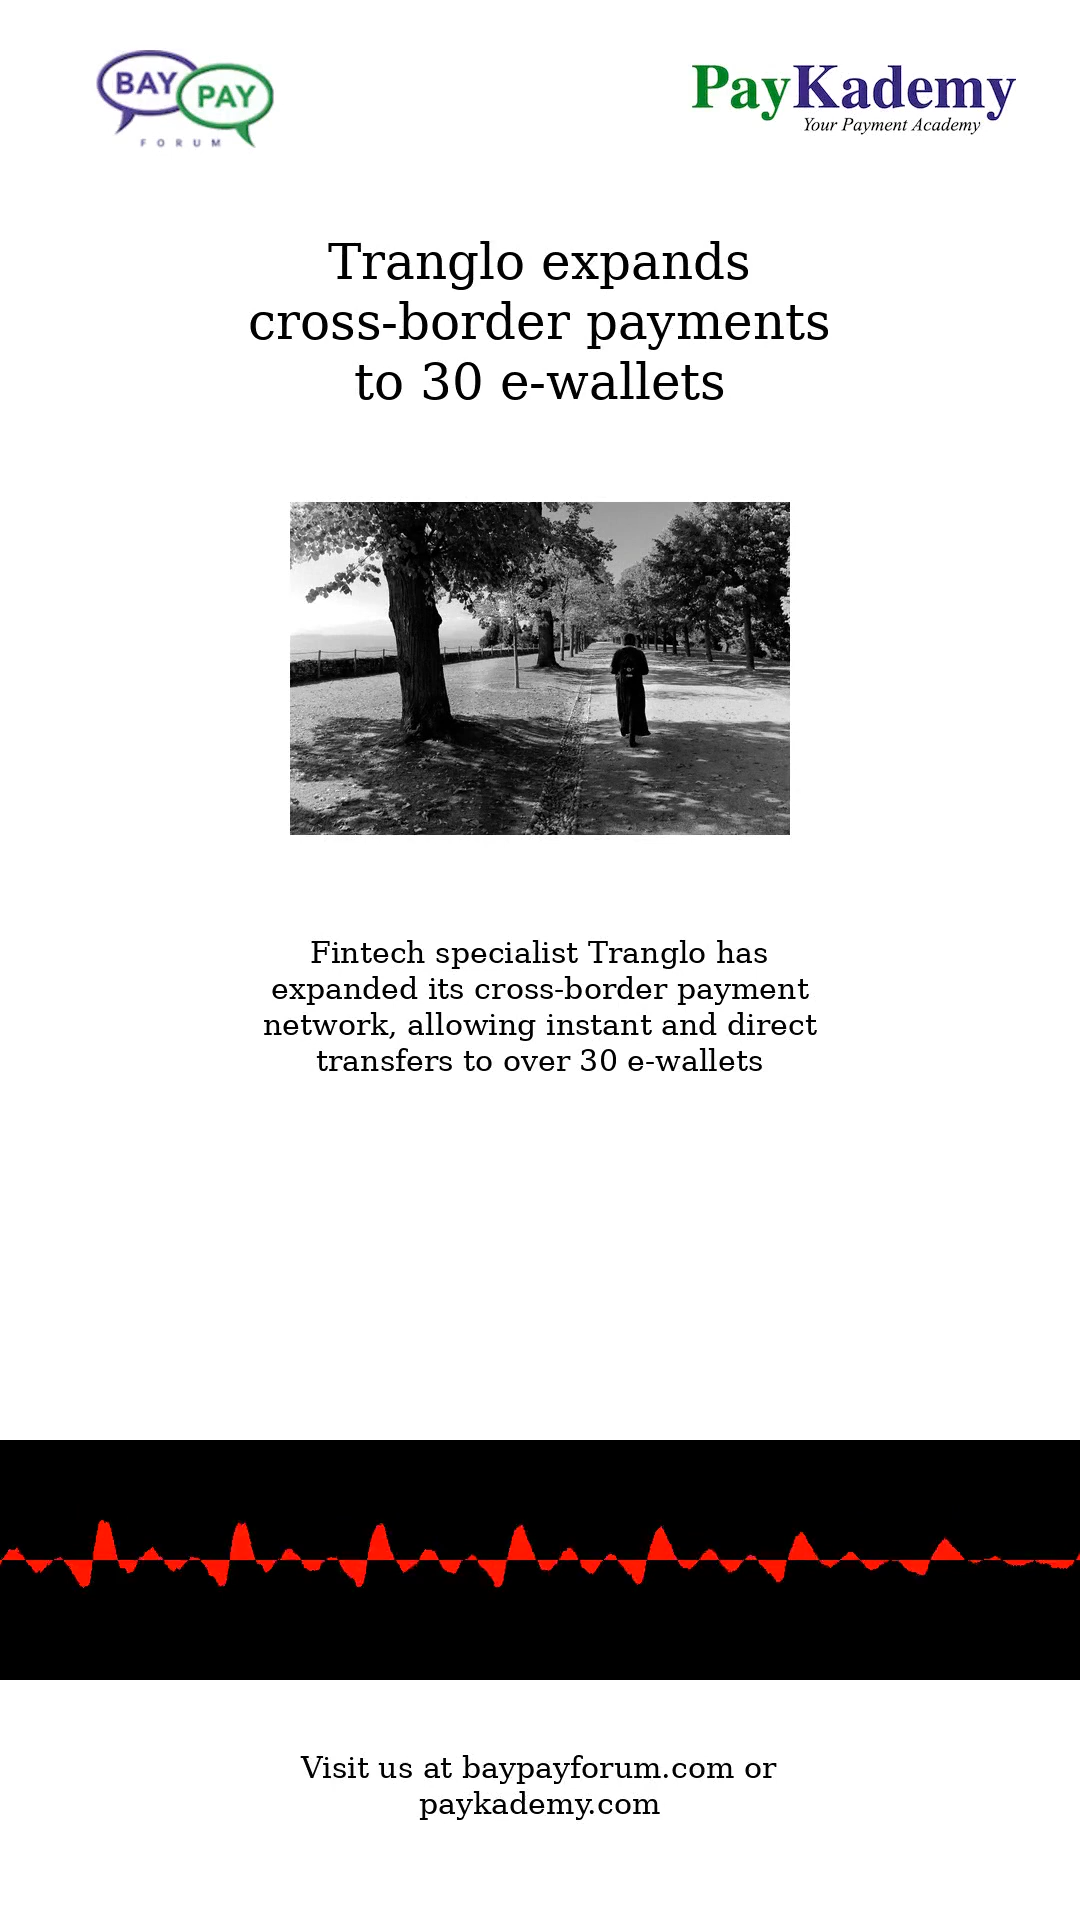 BAY PAY
FORUM
PayKademy
Your Payment Academy
Tranglo expands
cross-border payments
to 30 e-wallets
Fintech specialist Tranglo has
expanded its cross-border payment
network, allowing instant and direct
transfers to over 30 e-wallets
Visit us at baypayforum.com or
paykademy.com